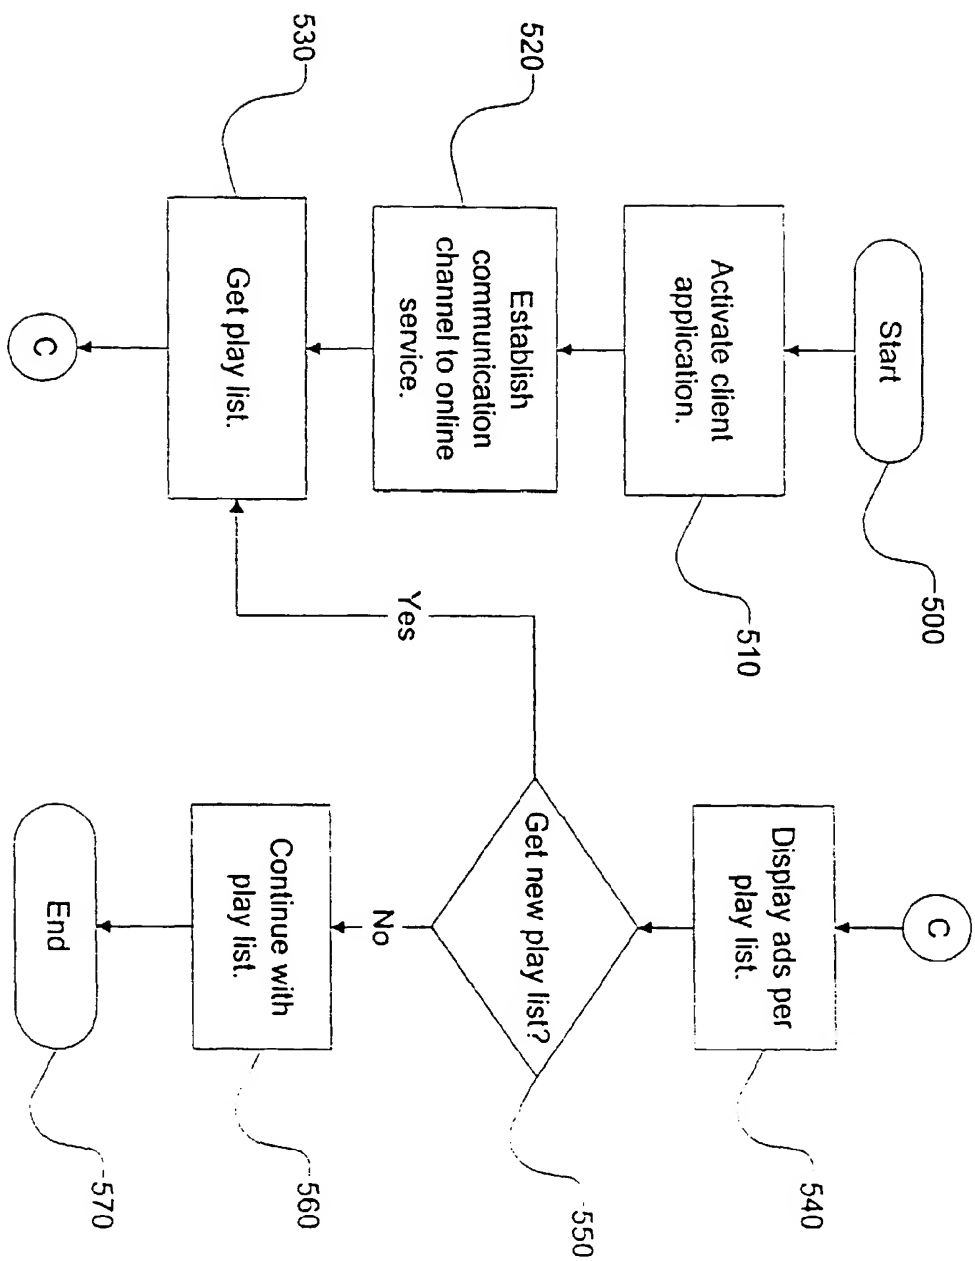 Start
500
Activate client
application.
510
Establish
communication
channel to online
service.
520
Get play list.
530
C
C
Display ads per
play list.
540
Get new play list?
550
Yes
No
Continue with
play list.
560
End
570